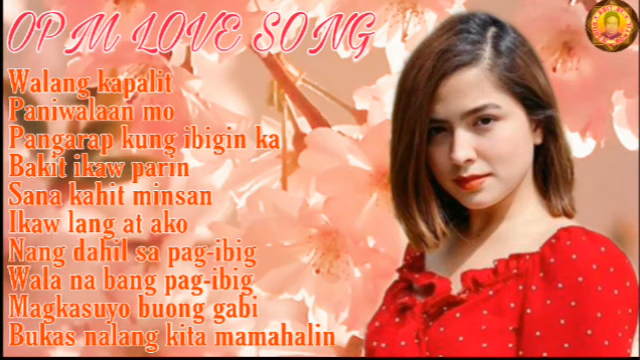 OPM LOVE SONG
Walang kapalit
Paniwalaan mo
Pangarap kung ibigin ka
Bakit ikaw parin
Sana kahit minsan
Ikaw lang at ako
Nang dahil sa pag-ibig
Wala na bang pag-ibig
Magkasuyo buong gabi
Bukas nalang kita mamahalin